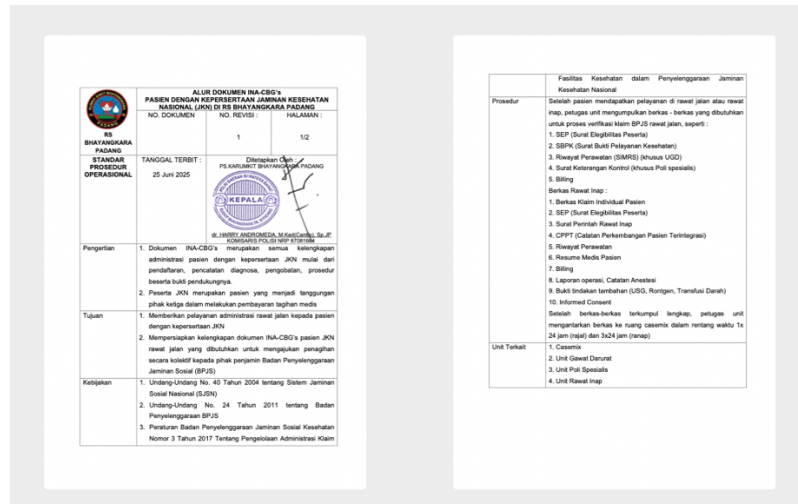 ALUR DOKUMEN INA-CBG's
PASIEN DENGAN KEPERSERTAAN JAMINAN KESEHATAN
NASIONAL (JKN) DI RS BHAYANGKARA PADANG
RS
BHAYANGKARA
PADANG
NO. DOKUMEN
NO. REVISI :
1
HALAMAN :
1/2
STANDAR
PROSEDUR
OPERASIONAL
TANGGAL TERBIT :
25 Juni 2025
Ditetapkan Oleh :
PS.KARUMKIT BHAYANGKARA PADANG
KEPALA
dr. HARRY ANDROMEDA, M.Ked(Cardio), Sp.JP
KOMISARIS POLISI NRP
Pengertian
1. Dokumen INA-CBG's merupakan semua kelengkapan
administrasi pasien dengan kepersertaan JKN mulai dari
pendaftaran, pencatatan diagnosa, pengobatan, prosedur
beserta bukti pendukungnya.
2. Peserta JKN merupakan pasien yang menjadi tanggungan
pihak ketiga dalam melakukan pembayaran tagihan medis
Tujuan
1. Memberikan pelayanan administrasi rawat jalan kepada pasien
dengan kepersertaan JKN
2. Mempersiapkan kelengkapan dokumen INA-CBG's pasien JKN
rawat jalan yang dibutuhkan untuk mengajukan penagihan
secara kolektif kepada pihak penjamin Badan Penyelenggaraan
Jaminan Sosial (BPJS)
Kebijakan
1. Undang-Undang No. 40 Tahun 2004 tentang Sistem Jaminan
Sosial Nasional (SJSN)
2. Undang-Undang No. 24 Tahun 2011 tentang Badan
Penyelenggaraan BPJS
3. Peraturan Badan Penyelenggaraan Jaminan Sosial Kesehatan
Nomor 3 Tahun 2017 Tentang Pengelolaan Administrasi Klaim
Fasilitas Kesehatan dalam Penyelenggaraan Jaminan
Kesehatan Nasional
Prosedur
Setelah pasien mendapatkan pelayanan di rawat jalan atau rawat
inap, petugas unit mengumpulkan berkas - berkas yang dibutuhkan
untuk proses verifikasi klaim BPJS rawat jalan, seperti :
1. SEP (Surat Elegibilitas Peserta)
2. SBPK (Surat Bukti Pelayanan Kesehatan)
3. Riwayat Perawatan (SIMRS) (khusus UGD)
4. Surat Keterangan Kontrol (khusus Poli spesialis)
5. Billing
Berkas Rawat Inap :
1. Berkas Klaim Individual Pasien
2. SEP (Surat Elegibilitas Peserta)
3. Surat Perintah Rawat Inap
4. CPPT (Catatan Perkembangan Pasien Terintegrasi)
5. Riwayat Perawatan
6. Resume Medis Pasien
7. Billing
8. Laporan operasi, Catatan Anestesi
9. Bukti tindakan tambahan (USG, Rontgen, Transfusi Darah)
10. Informed Consent
Setelah berkas-berkas terkumpul lengkap, petugas unit
mengantarkan berkas ke ruang casemix dalam rentang waktu 1x
24 jam (rajal) dan 3x24 jam (ranap)
Unit Terkait
1. Casemix
2. Unit Gawat Darurat
3. Unit Poli Spesialis
4. Unit Rawat Inap